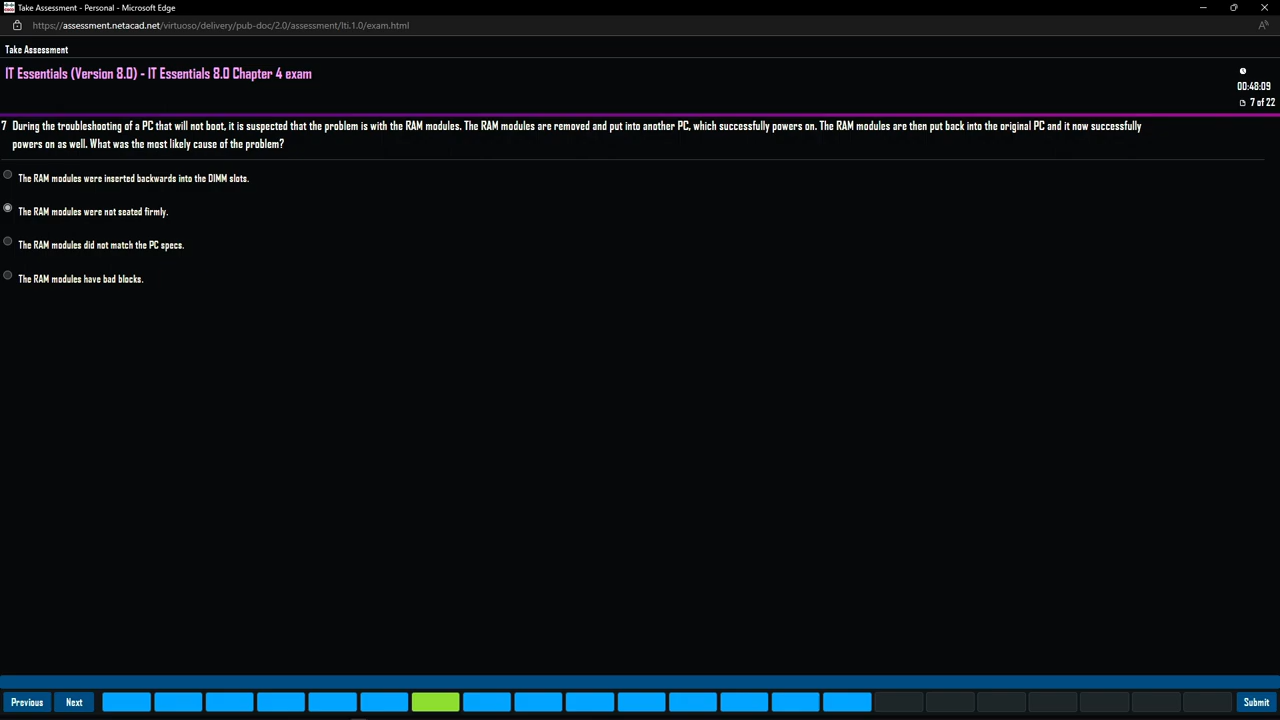 Take Assessment - Personal - Microsoft Edge
https://assessment.netacad.net/virtuoso/delivery/pub-doc/2.0/assessment/lti.1.0/exam.html
Take Assessment
IT Essentials (Version 8.0) - IT Essentials 8.0 Chapter 4 exam
00:48:09
7 of 22
7 During the troubleshooting of a PC that will not boot, it is suspected that the problem is with the RAM modules. The RAM modules are removed and put into another PC, which successfully powers on. The RAM modules are then put back into the original PC and it now successfully
powers on as well. What was the most likely cause of the problem?
The RAM modules were inserted backwards into the DIMM slots.
The RAM modules were not seated firmly.
The RAM modules did not match the PC specs.
The RAM modules have bad blocks.
Previous Next Submit